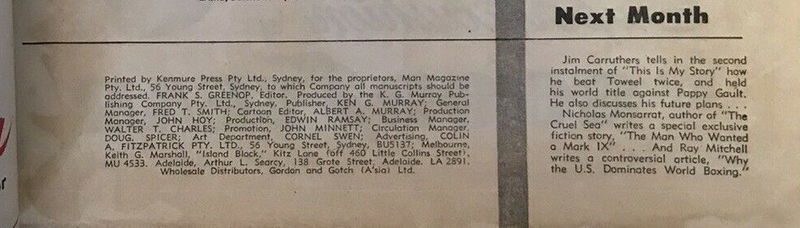 Printed by Kenmure Press Pty Ltd., Sydney, for the proprietors, Man Magazine
Pty. Ltd., 56 Young Street, Sydney, to which Company all manuscripts should be
addressed. FRANK S. GREENOP, Editor. Produced by the K. G. Murray Pub-
lishing Company Pty. Ltd., Sydney. Publisher, KEN G. MURRAY; General
Manager, FRED T. SMITH; Cartoon Editor, ALBERT A. MURRAY; Production
Manager, JOHN HOY; Production, EDWIN RAMSAY; Business Manager,
WALTER T. CHARLES; Promotion, JOHN MINNETT; Circulation Manager,
DOUG. SPICER; Art Department, CORNEL SWEN; Advertising, COLIN
A. FITZPATRICK PTY. LTD., 56 Young Street, Sydney, BU5137; Melbourne,
Keith G. Marshall, "Island Block," Kitz Lane (off 460 Little Collins Street),
MU 4533. Adelaide, Arthur L. Searcy, 138 Grote Street, Adelaide. LA 2891.
Wholesale Distributors, Gordon and Gotch (A'sia) Ltd.
Next Month
Jim Carruthers tells in the second
instalment of "This Is My Story" how
he beat Toweel twice, and held
his world title against Pappy Gault.
He also discusses his future plans . . .
Nicholas Monsarrat, author of "The
Cruel Sea" writes a special exclusive
fiction story, "The Man Who Wanted
a Mark IX" . . . And Ray Mitchell
writes a controversial article, "Why
the U.S. Dominates World Boxing."